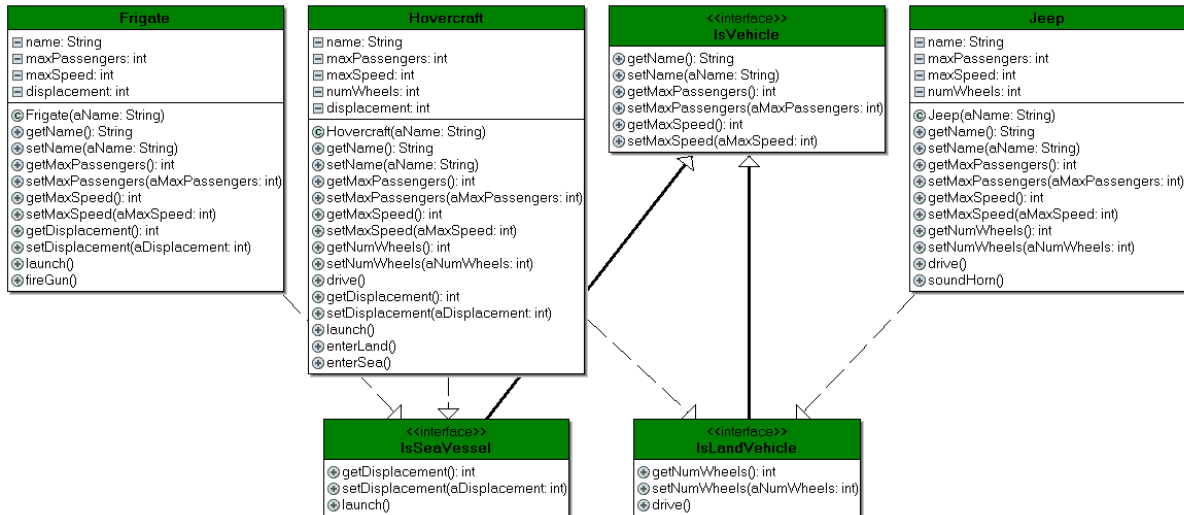 Frigate
name: String
maxPassengers: int
maxSpeed: int
displacement: int
Frigate(aName: String)
getName(): String
setName(aName: String)
getMaxPassengers(): int
setMaxPassengers(aMaxPassengers: int)
getMaxSpeed(): int
setMaxSpeed(aMaxSpeed: int)
getDisplacement(): int
setDisplacement(aDisplacement: int)
launch()
fireGun()
Hovercraft
name: String
maxPassengers: int
maxSpeed: int
numWheels: int
displacement: int
Hovercraft(aName: String)
getName(): String
setName(aName: String)
getMaxPassengers(): int
setMaxPassengers(aMaxPassengers: int)
getMaxSpeed(): int
setMaxSpeed(aMaxSpeed: int)
getNumWheels(): int
setNumWheels(aNumWheels: int)
drive()
getDisplacement(): int
setDisplacement(aDisplacement: int)
launch()
enterLand()
enterSea()
<<interface>>
IsVehicle
getName(): String
setName(aName: String)
getMaxPassengers(): int
setMaxPassengers(aMaxPassengers: int)
getMaxSpeed(): int
setMaxSpeed(aMaxSpeed: int)
Jeep
name: String
maxPassengers: int
maxSpeed: int
numWheels: int
Jeep(aName: String)
getName(): String
setName(aName: String)
getMaxPassengers(): int
setMaxPassengers(aMaxPassengers: int)
getMaxSpeed(): int
setMaxSpeed(aMaxSpeed: int)
getNumWheels(): int
setNumWheels(aNumWheels: int)
drive()
soundHorn()
<<interface>>
IsSeaVessel
getDisplacement(): int
setDisplacement(aDisplacement: int)
launch()
<<interface>>
IsLandVehicle
getNumWheels(): int
setNumWheels(aNumWheels: int)
drive()